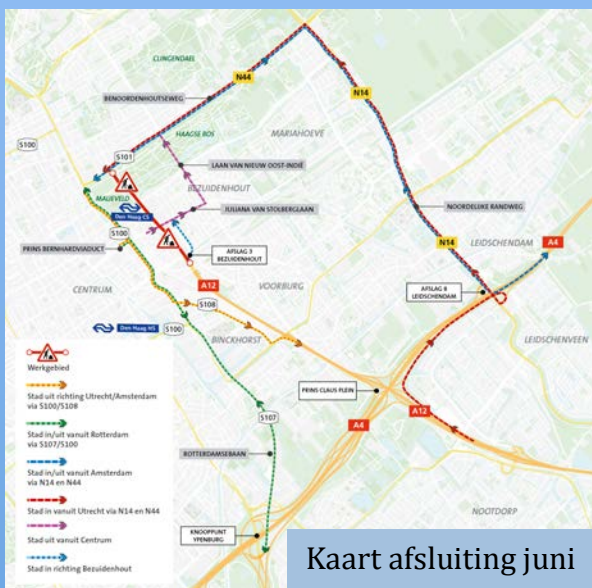 CLINGENDAEL
N44
BENOORDENHOUTSEWEG
N14
S100
HAAGSE BOS
MARIAHOEVE
S101
LAAN VAN NIEUW OOST-INDIË
BEZUIDENHOUT
MALIEVELD
Den Haag CS
JULIANA VAN STOLBERGLAAN
NOORDELIJKE RANDWEG
S100
PRINS BERNHARDVIADUCT
N14
LEIDSCHENDAM
A4
AFSLAG 3
BEZUIDENHOUT
A12
VOORBURG
AFSLAG 8
LEIDSCHENDAM
CENTRUM
S108
Den Haag HS
S100
BINCKHORST
LEIDSCHENVEEN
Werkgebied
PRINS CLAUS PLEIN
Stad uit richting Utrecht/Amsterdam
via S100/S108
S107
A4
A12
Stad in/uit vanuit Rotterdam
via S107/S100
ROTTERDAMSEBAAN
Stad in/uit vanuit Amsterdam
via N14 en N44
Stad in vanuit Utrecht via N14 en N44
NOOTDORP
Stad uit vanuit Centrum
KNOOPPUNT
YPENBURG
Stad in richting Bezuidenhout
Kaart afsluiting juni